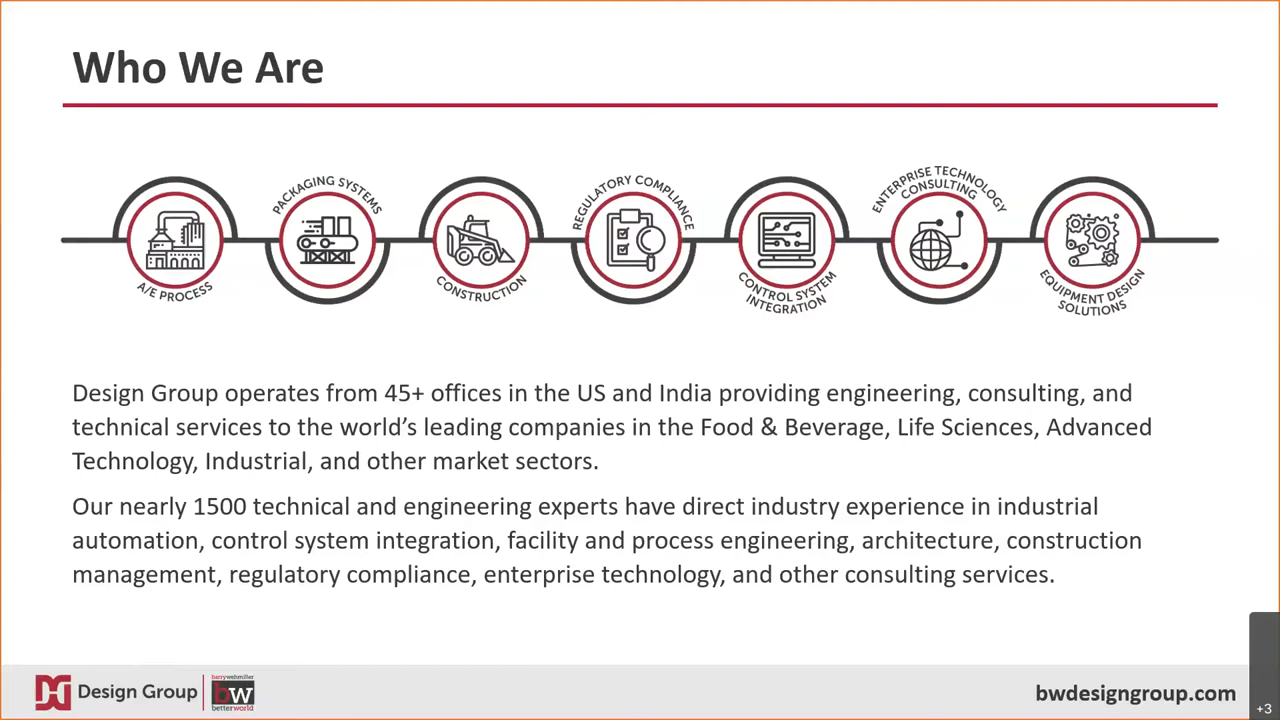 Who We Are
A/E PROCESS
PACKAGING SYSTEMS
CONSTRUCTION
REGULATORY COMPLIANCE
CONTROL SYSTEM
INTEGRATION
ENTERPRISE TECHNOLOGY
CONSULTING
EQUIPMENT DESIGN
SOLUTIONS
Design Group operates from 45+ offices in the US and India providing engineering, consulting, and
technical services to the world’s leading companies in the Food & Beverage, Life Sciences, Advanced
Technology, Industrial, and other market sectors.
Our nearly 1500 technical and engineering experts have direct industry experience in industrial
automation, control system integration, facility and process engineering, architecture, construction
management, regulatory compliance, enterprise technology, and other consulting services.
Design Group
barrywehmiller
bw
betterworld
bwdesigngroup.com
+3